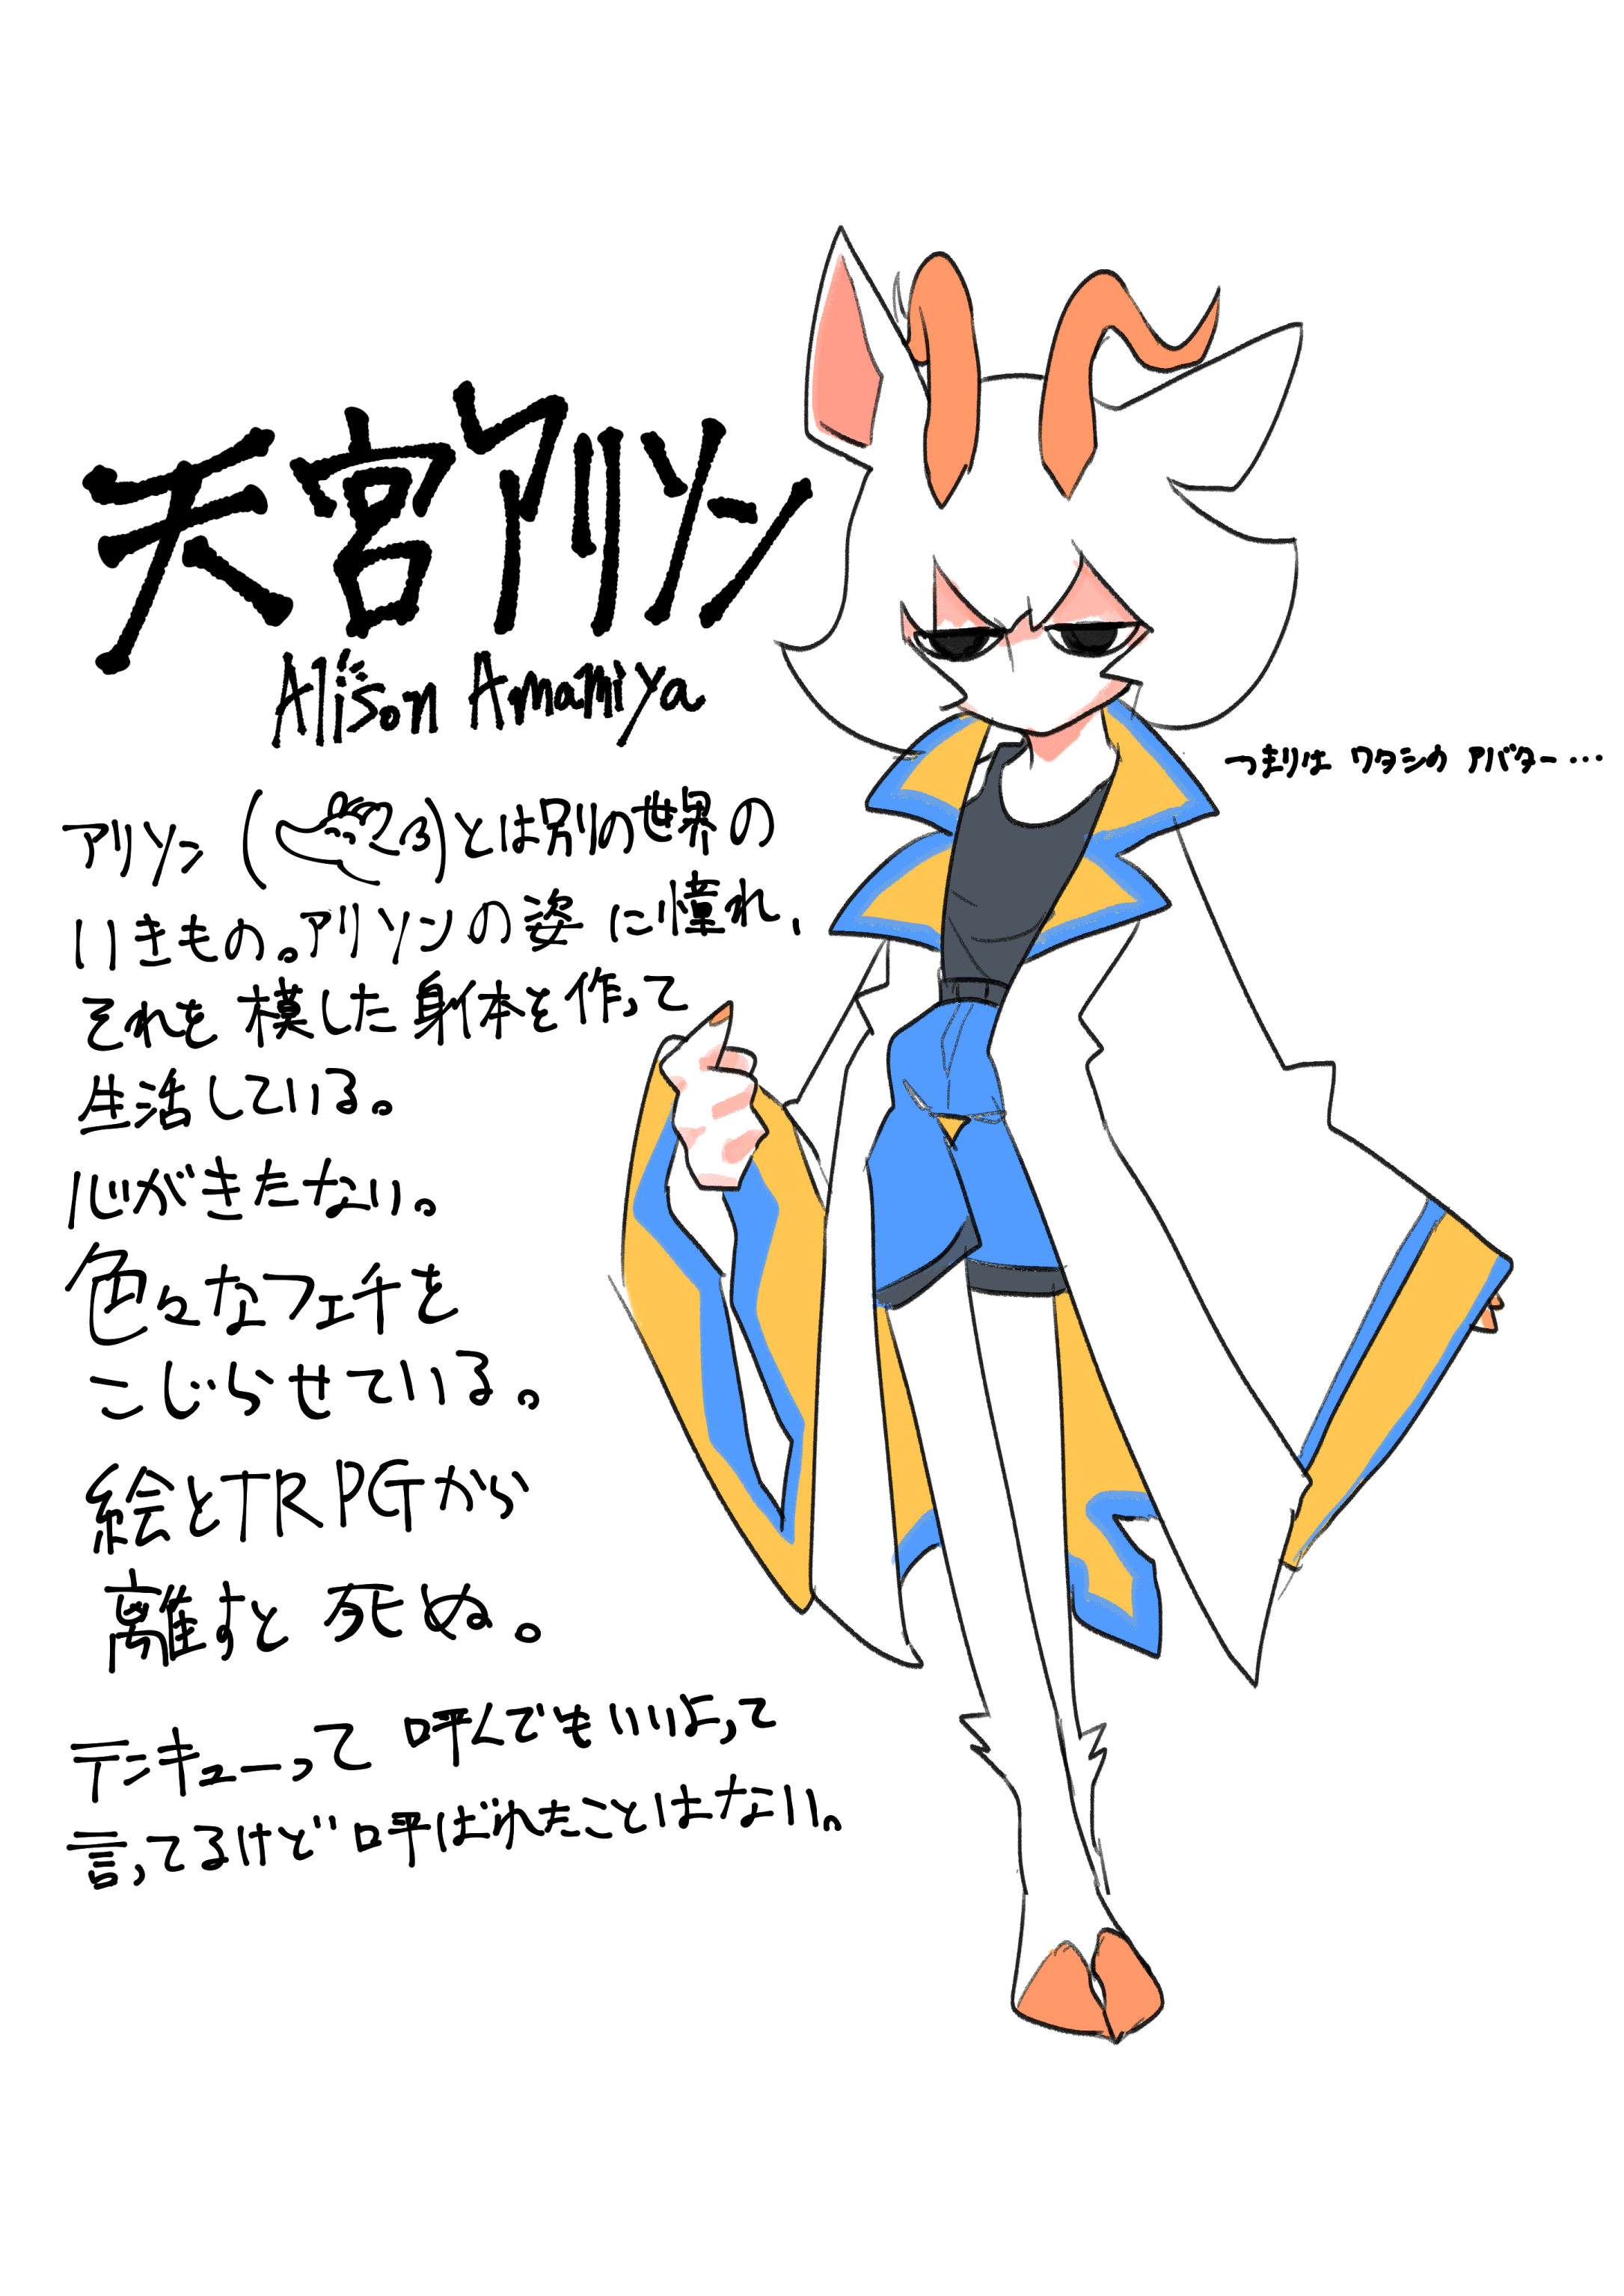 天宮アリソン
Alison Amamiya
アリソン ( )とは別の世界の
いきもの。アリソンの姿に憧れ、
それを模した身体を作って
生活している。
心がきたない。
色々なフェチを
こじらせている。
絵とTRPGから
離すと死ぬ。
テンキューって呼んでもいいよって
言ってるけど呼ばれたことはない。
つまりは ワタシの アバター…